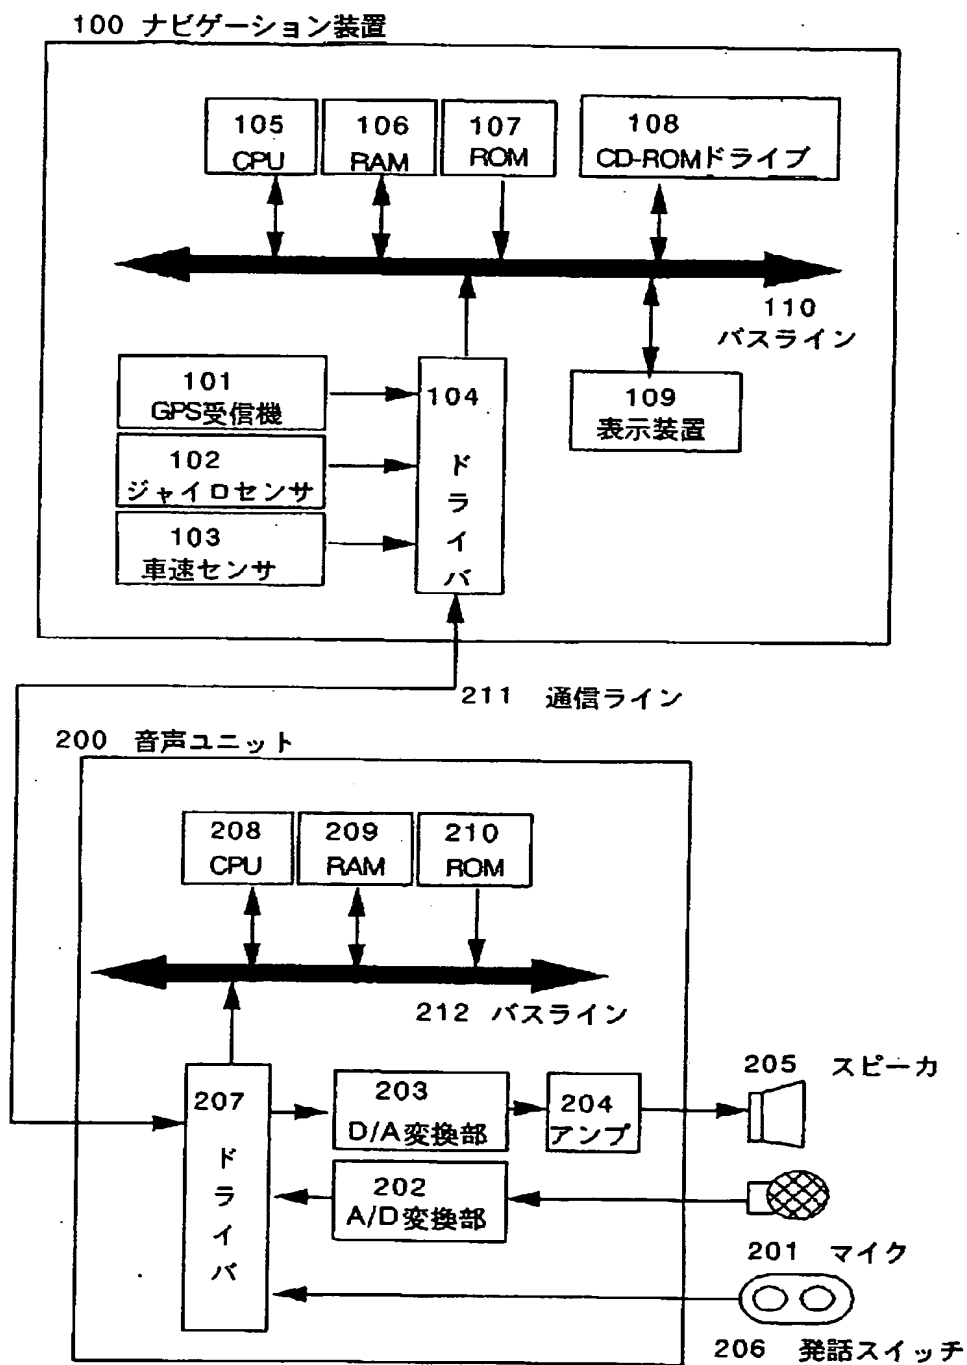 100 ナビゲーション装置
105
CPU
106
RAM
107
ROM
108
CD-ROMドライブ
110
バスライン
101
GPS受信機
102
ジャイロセンサ
103
車速センサ
104
ドライバ
109
表示装置
211 通信ライン
200 音声ユニット
208
CPU
209
RAM
210
ROM
212 バスライン
207
ドライバ
203
D/A変換部
204
アンプ
205 スピーカ
202
A/D変換部
201 マイク
206 発話スイッチ